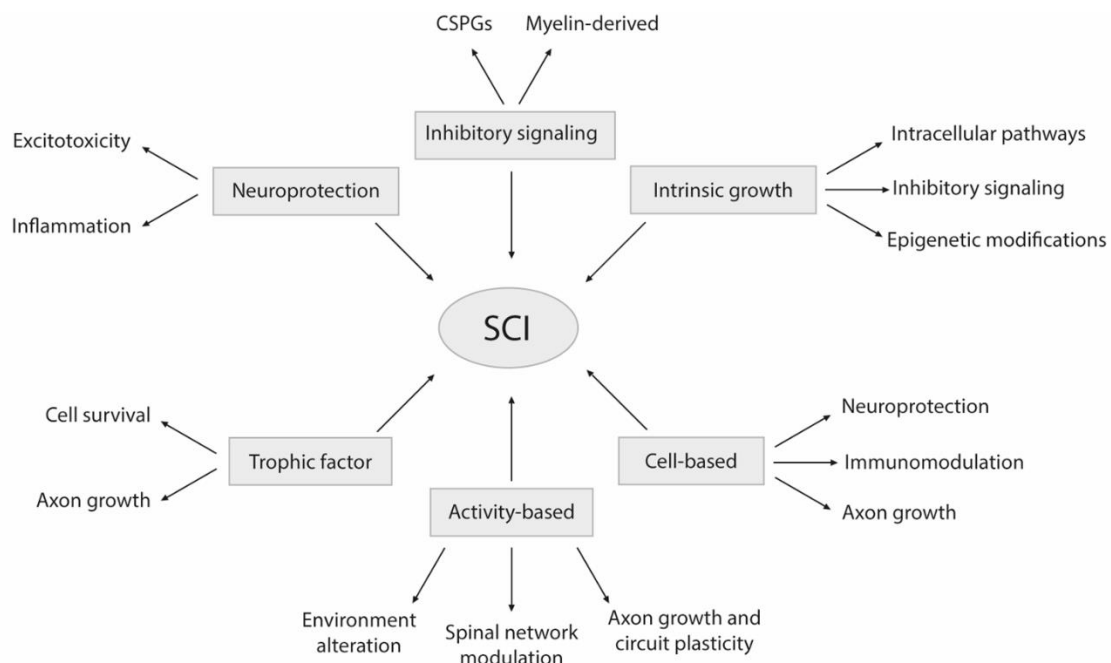 CSPGs
Myelin-derived
Inhibitory signaling
Excitotoxicity
Neuroprotection
Inflammation
Intrinsic growth
Intracellular pathways
Inhibitory signaling
Epigenetic modifications
SCI
Cell survival
Trophic factor
Axon growth
Activity-based
Environment
alteration
Spinal network
modulation
Axon growth and
circuit plasticity
Cell-based
Neuroprotection
Immunomodulation
Axon growth